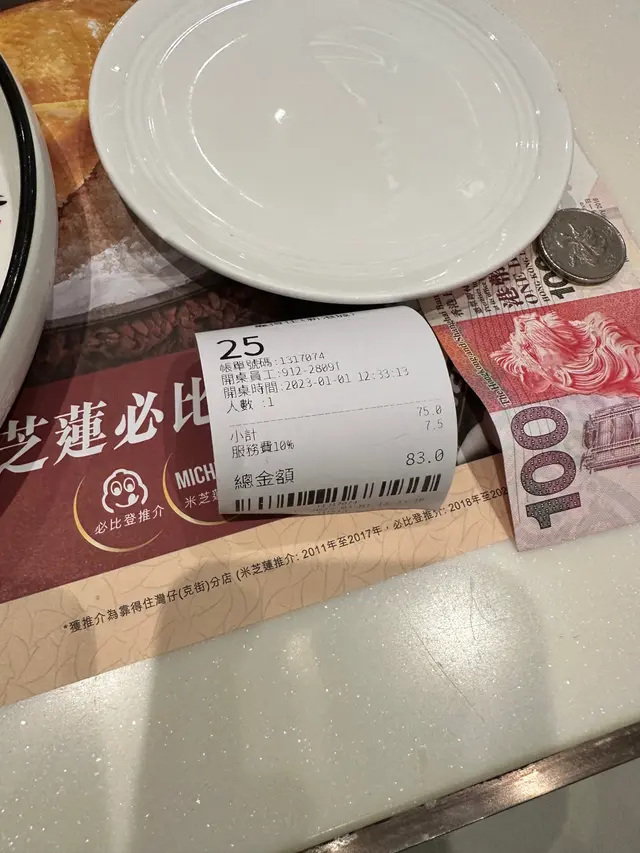 25
帳單號碼:1317074
開桌員工:912-2809T
開桌時間:2023-01-01 12:33:13
人數:1
小計 75.0
服務費10% 7.5
總金額 83.0
芝蓮必比
必比登推介
MICH
米芝蓮
*獲推介為靠得住灣仔(克街)分店 (米芝蓮推介: 2011年至2017年, 必比登推介: 2018年至202
100